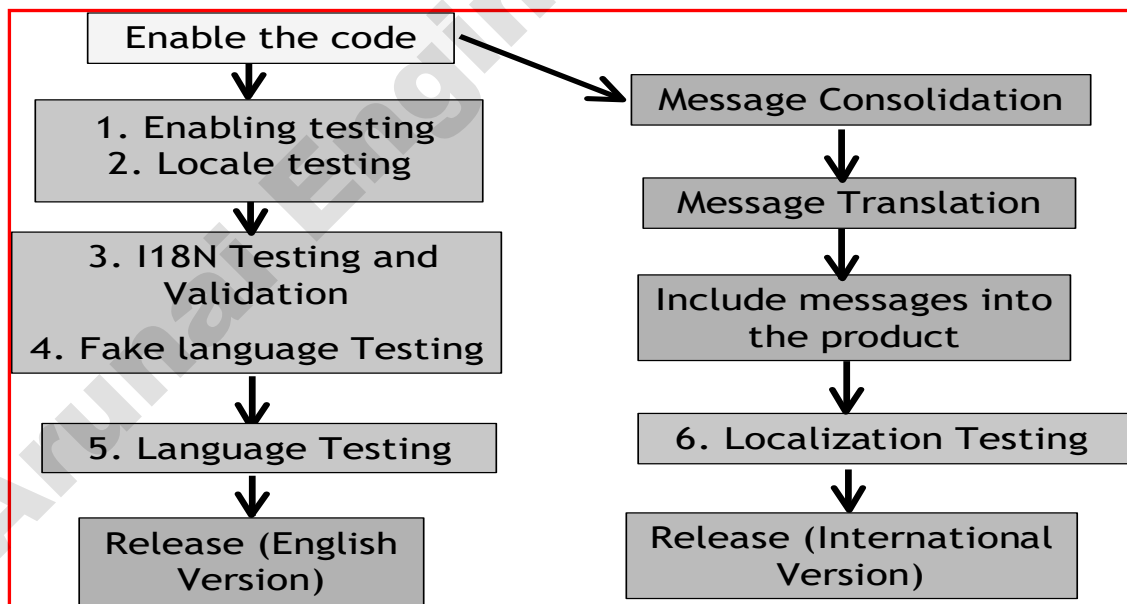 Enable the code
1. Enabling testing
2. Locale testing
3. I18N Testing and
Validation
4. Fake language Testing
5. Language Testing
Release (English
Version)
Message Consolidation
Message Translation
Include messages into
the product
6. Localization Testing
Release (International
Version)
Arunai Engin